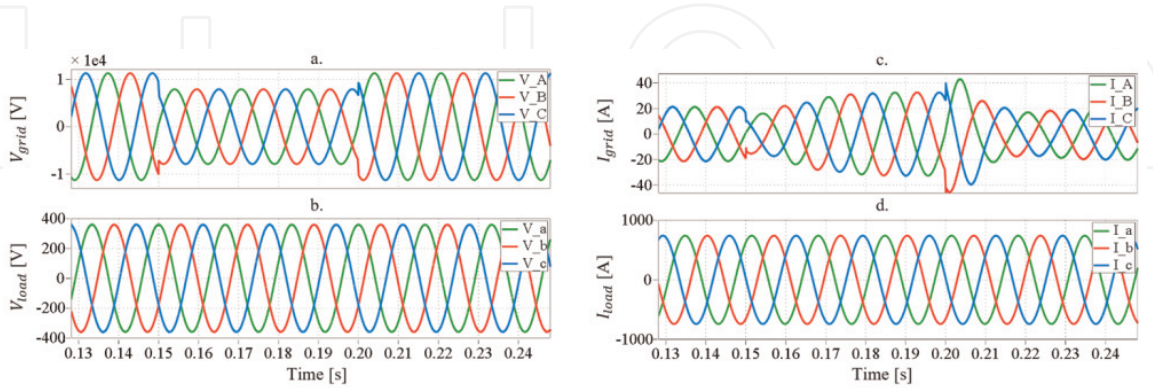 a.
× 1e4
1
0
-1
V_grid [V]
V_A
V_B
V_C
b.
400
200
0
-200
-400
V_load [V]
V_a
V_b
V_c
0.13 0.14 0.15 0.16 0.17 0.18 0.19 0.20 0.21 0.22 0.23 0.24
Time [s]
c.
40
20
0
-20
-40
I_grid [A]
I_A
I_B
I_C
d.
1000
0
-1000
I_load [A]
I_a
I_b
I_c
0.13 0.14 0.15 0.16 0.17 0.18 0.19 0.20 0.21 0.22 0.23 0.24
Time [s]